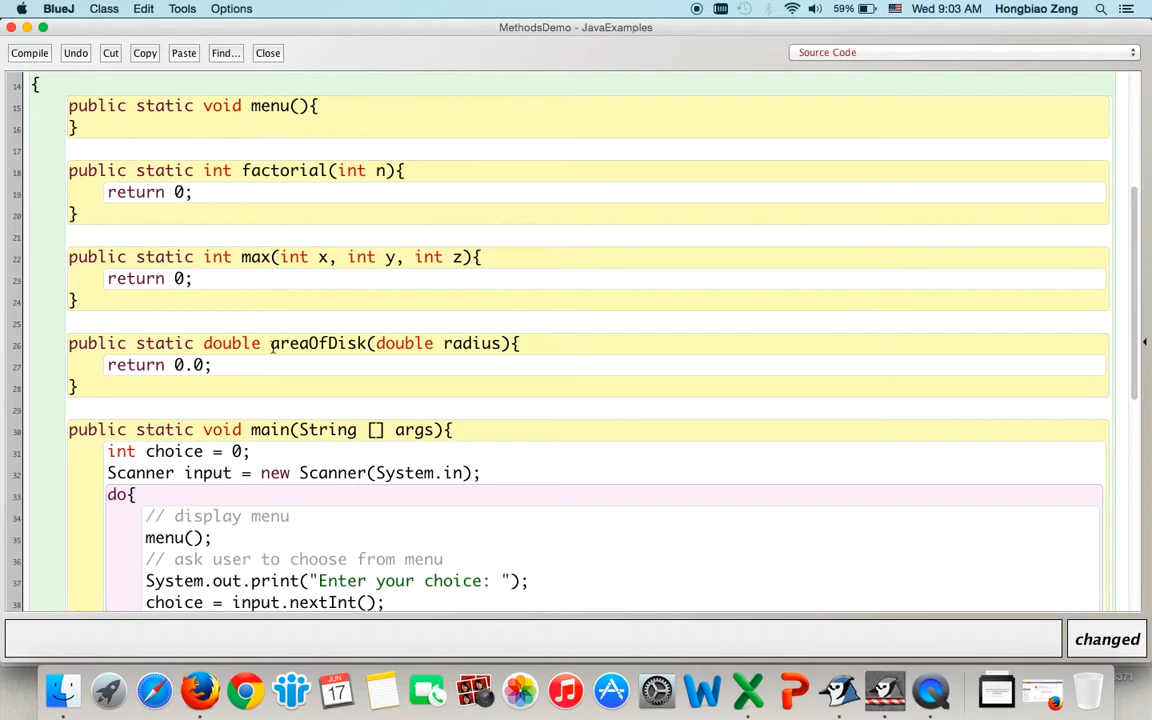 BlueJ Class Edit Tools Options 59% Wed 9:03 AM Hongbiao Zeng
MethodsDemo - JavaExamples
Compile Undo Cut Copy Paste Find... Close Source Code
14 {
15 public static void menu(){
16 }
17
18 public static int factorial(int n){
19 return 0;
20 }
21
22 public static int max(int x, int y, int z){
23 return 0;
24 }
25
26 public static double areaOfDisk(double radius){
27 return 0.0;
28 }
29
30 public static void main(String [] args){
31 int choice = 0;
32 Scanner input = new Scanner(System.in);
33 do{
34 // display menu
35 menu();
36 // ask user to choose from menu
37 System.out.print("Enter your choice: ");
38 choice = input.nextInt();
changed
JUN
17